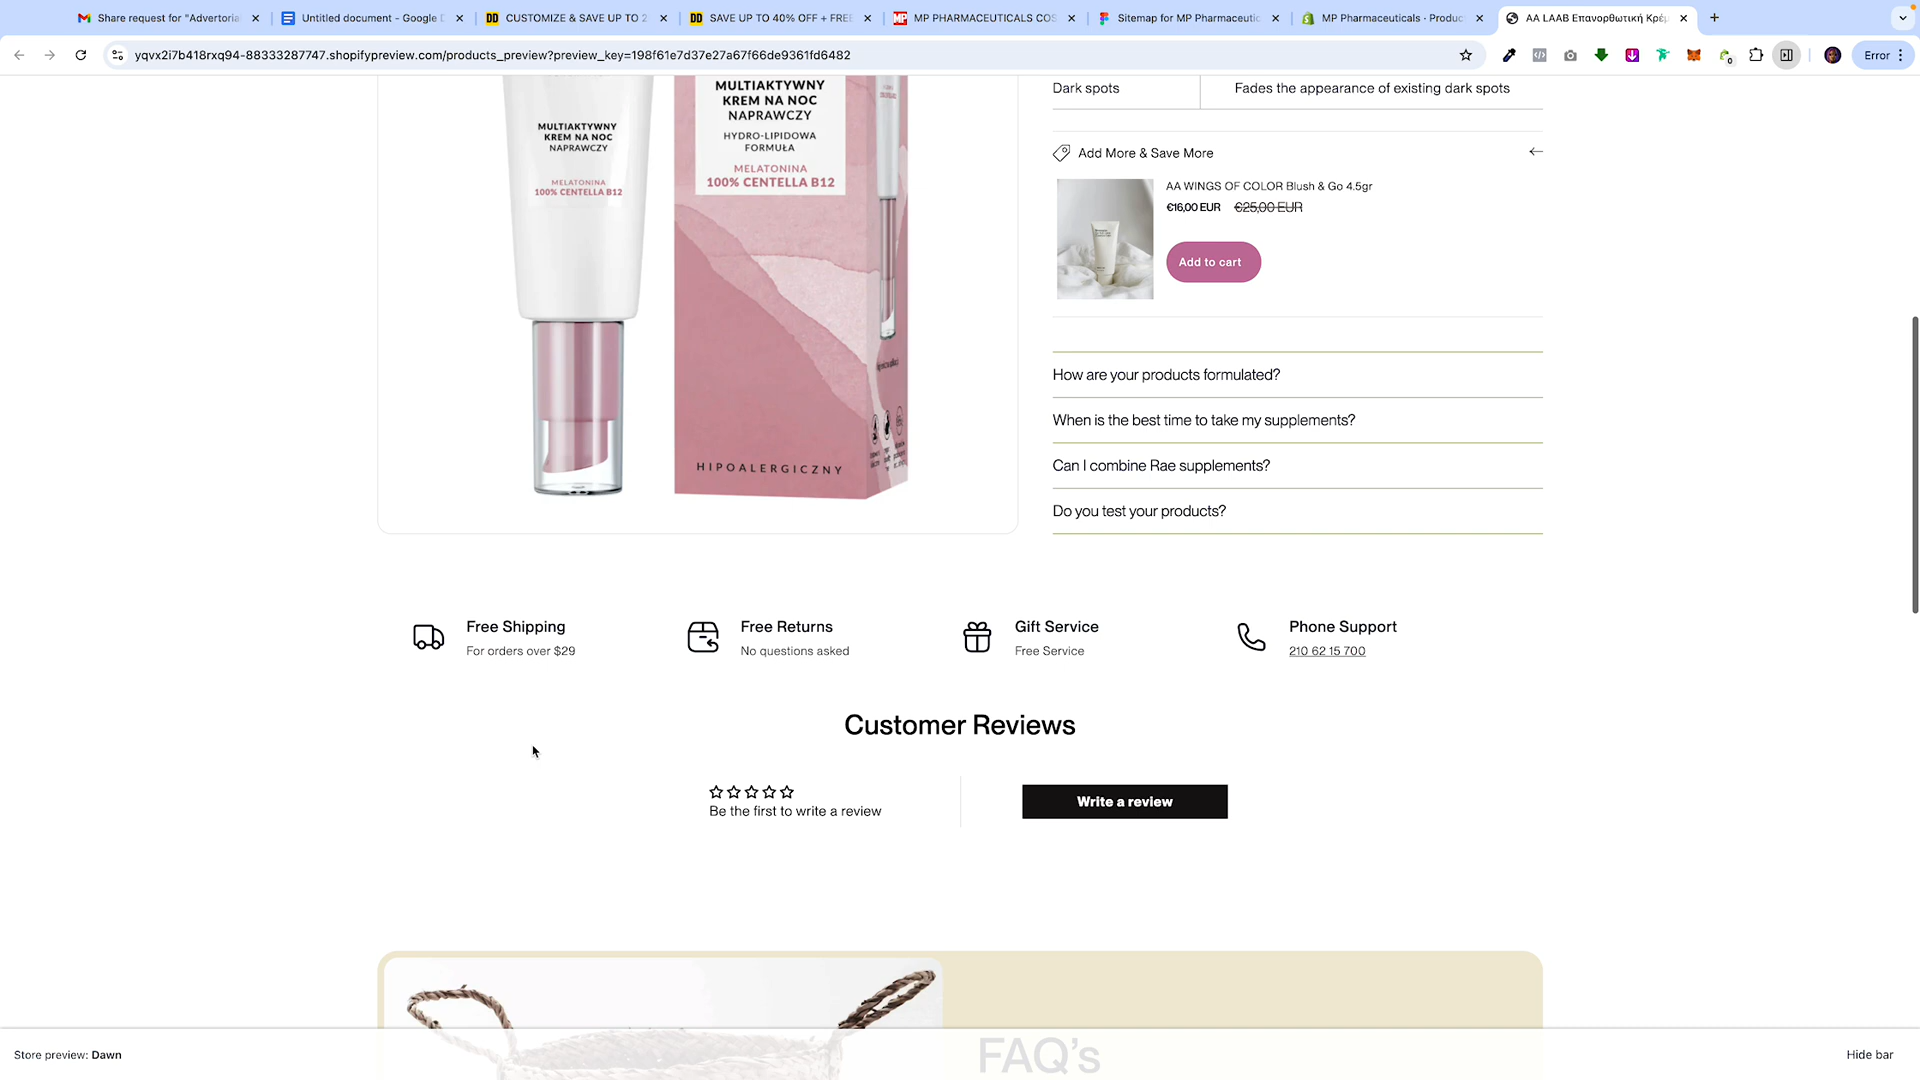 Share request for "Advertoria
Untitled document - Google D
CUSTOMIZE & SAVE UP TO 2
SAVE UP TO 40% OFF + FREE
MP PHARMACEUTICALS COS
Sitemap for MP Pharmaceutic
MP Pharmaceuticals · Produc
AA LAAB Επανορθωτική Κρέμ
yqvx2i7b418rxq94-88333287747.shopifypreview.com/products_preview?preview_key=198f61e7d37e27a67f66de9361fd6482
Error
MULTIAKTYWNY
KREM NA NOC
NAPRAWCZY
HYDRO-LIPIDOWA
FORMUŁA
MELATONINA
100% CENTELLA B12
MULTIAKTYWNY
KREM NA NOC
NAPRAWCZY
MELATONINA
100% CENTELLA B12
HIPOALERGICZNY
Dark spots
Fades the appearance of existing dark spots
Add More & Save More
AA WINGS OF COLOR Blush & Go 4.5gr
€16,00 EUR €25,00 EUR
Add to cart
How are your products formulated?
When is the best time to take my supplements?
Can I combine Rae supplements?
Do you test your products?
Free Shipping
For orders over $29
Free Returns
No questions asked
Gift Service
Free Service
Phone Support
210 62 15 700
Customer Reviews
Be the first to write a review
Write a review
FAQ's
Store preview: Dawn
Hide bar